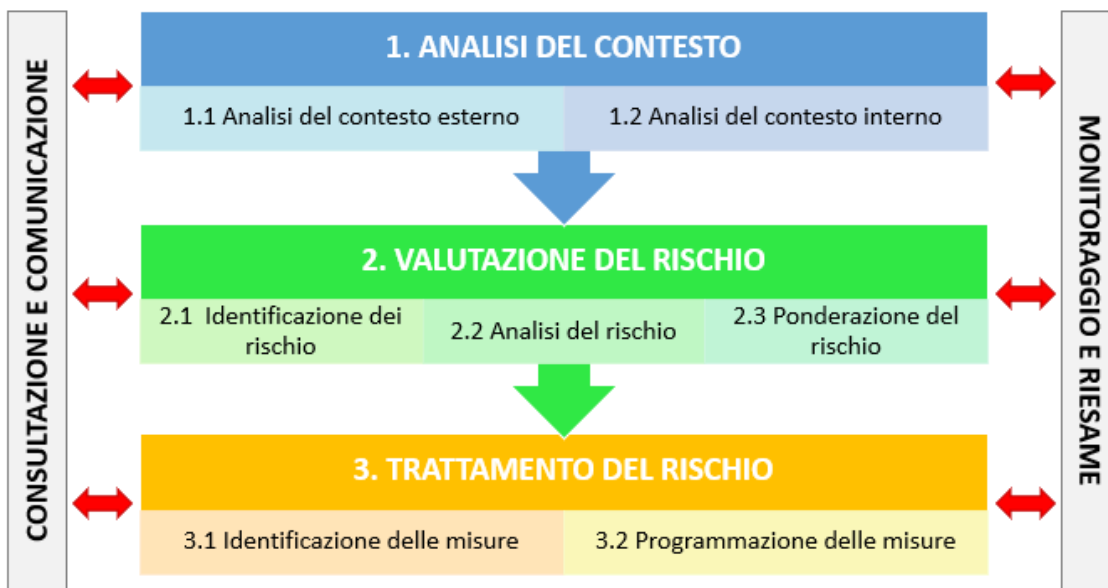 CONSULTAZIONE E COMUNICAZIONE
1. ANALISI DEL CONTESTO
1.1 Analisi del contesto esterno
1.2 Analisi del contesto interno
2. VALUTAZIONE DEL RISCHIO
2.1 Identificazione dei
rischio
2.2 Analisi del rischio
2.3 Ponderazione del
rischio
3. TRATTAMENTO DEL RISCHIO
3.1 Identificazione delle misure
3.2 Programmazione delle misure
MONITORAGGIO E RIESAME